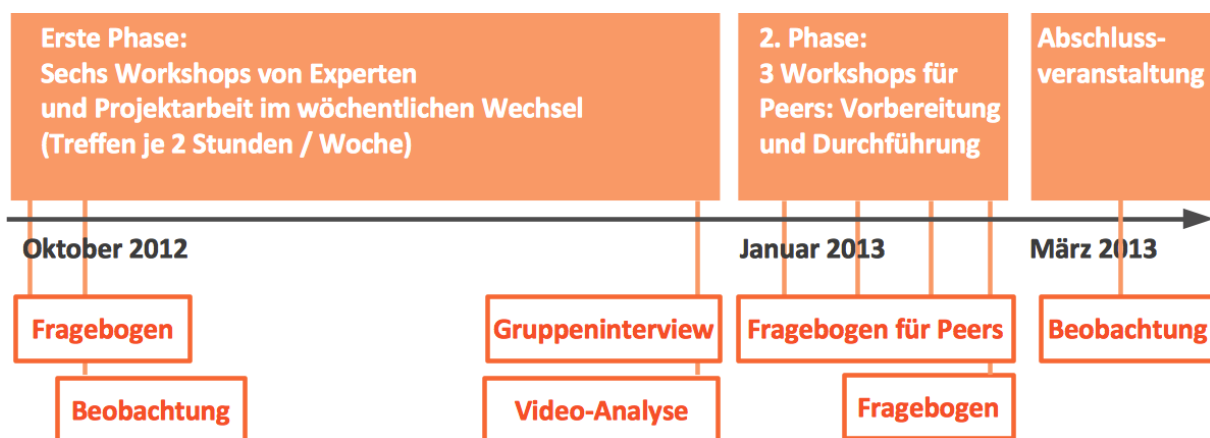 Erste Phase:
Sechs Workshops von Experten
und Projektarbeit im wöchentlichen Wechsel
(Treffen je 2 Stunden / Woche)
2. Phase:
3 Workshops für
Peers: Vorbereitung
und Durchführung
Abschluss-
veranstaltung
Oktober 2012
Januar 2013
März 2013
Fragebogen
Gruppeninterview
Fragebogen für Peers
Beobachtung
Beobachtung
Video-Analyse
Fragebogen